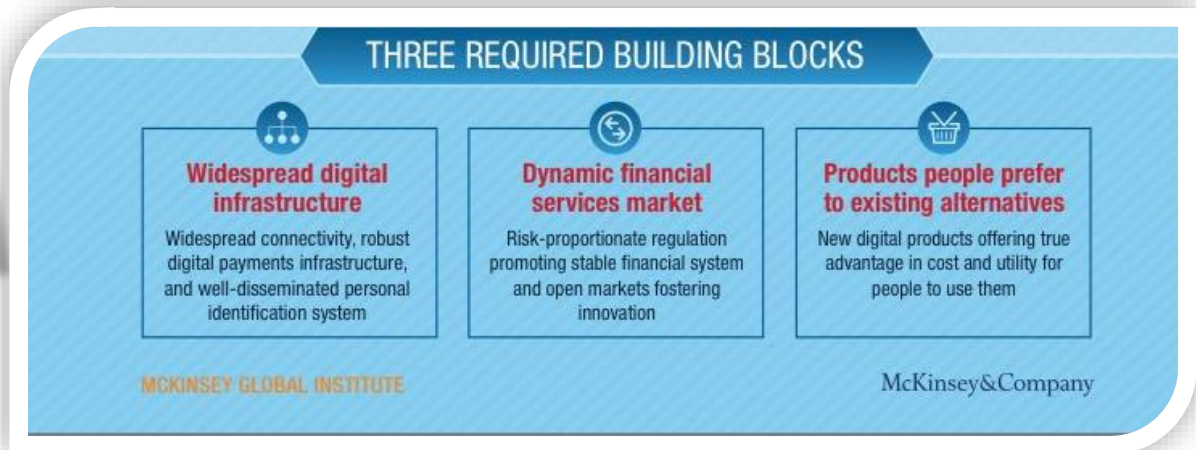 THREE REQUIRED BUILDING BLOCKS
Widespread digital
infrastructure
Widespread connectivity, robust
digital payments infrastructure,
and well-disseminated personal
identification system
Dynamic financial
services market
Risk-proportionate regulation
promoting stable financial system
and open markets fostering
innovation
Products people prefer
to existing alternatives
New digital products offering true
advantage in cost and utility for
people to use them
MCKINSEY GLOBAL INSTITUTE
McKinsey&Company